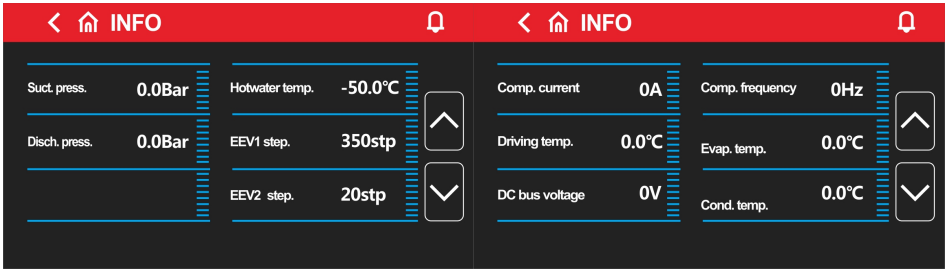 INFO
Suct. press. 0.0Bar
Hotwater temp. -50.0℃
Disch. press. 0.0Bar
EEV1 step. 350stp
EEV2 step. 20stp
INFO
Comp. current 0A
Comp. frequency 0Hz
Driving temp. 0.0℃
Evap. temp. 0.0℃
DC bus voltage 0V
Cond. temp. 0.0℃